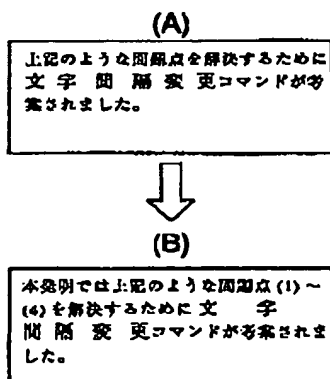 (A)
上記のような問題点を解決するために
文字間隔変更コマンドが考
案されました。
(B)
本発明では上記のような問題点(1)～
(4)を解決するために文字
間隔変更コマンドが考案されま
した。